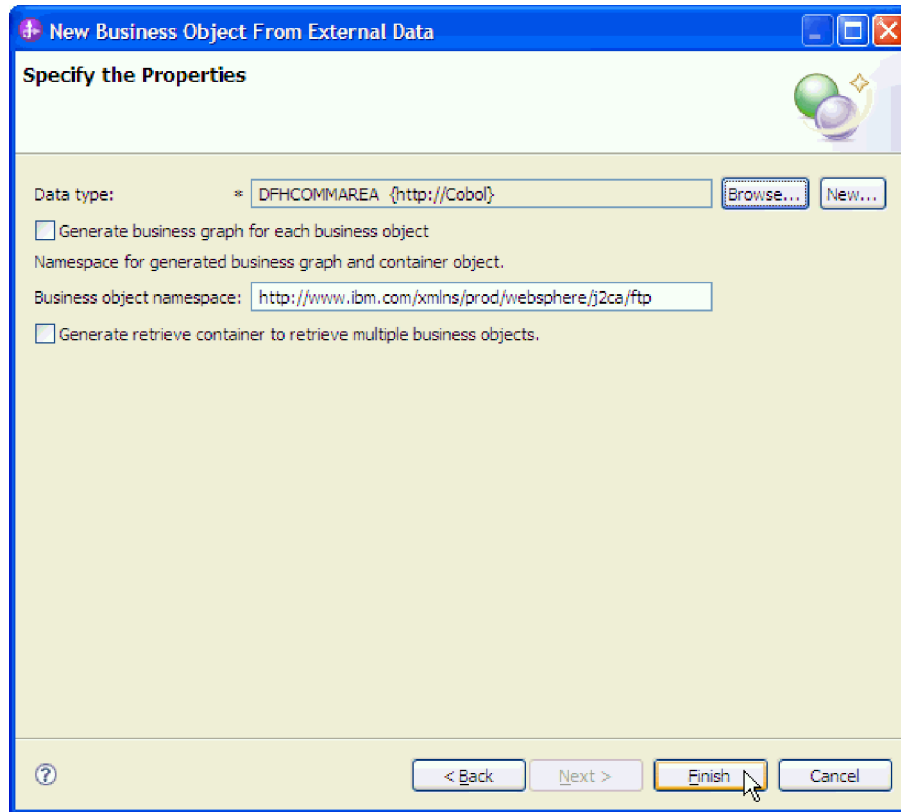 New Business Object From External Data
Specify the Properties
Data type: * DFHCOMMAREA {http://Cobol} Browse... New...
Generate business graph for each business object
Namespace for generated business graph and container object.
Business object namespace: http://www.ibm.com/xmlns/prod/websphere/j2ca/ftp
Generate retrieve container to retrieve multiple business objects.
? < Back Next > Finish Cancel